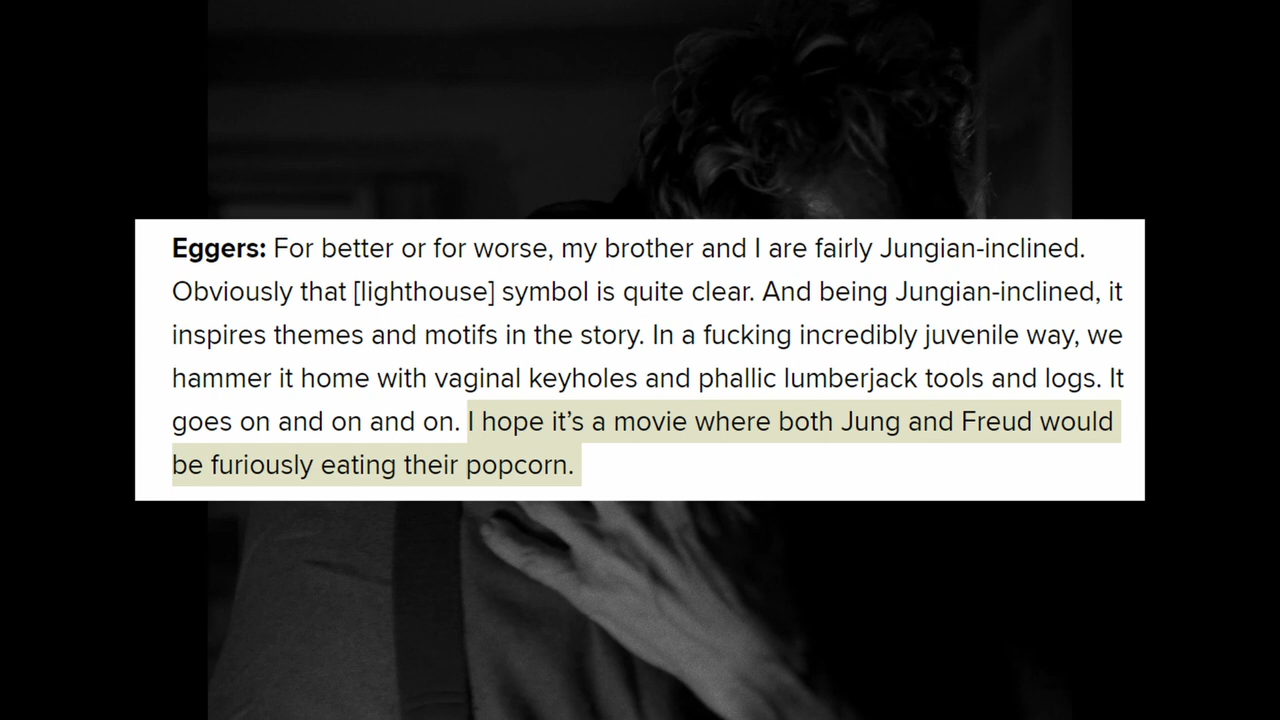 Eggers: For better or for worse, my brother and I are fairly Jungian-inclined.
Obviously that [lighthouse] symbol is quite clear. And being Jungian-inclined, it
inspires themes and motifs in the story. In a fucking incredibly juvenile way, we
hammer it home with vaginal keyholes and phallic lumberjack tools and logs. It
goes on and on and on. I hope it’s a movie where both Jung and Freud would
be furiously eating their popcorn.